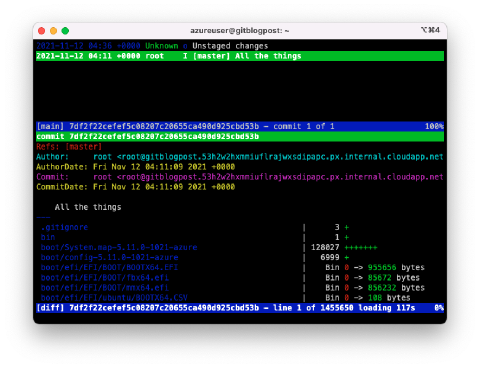 azureuser@gitblogpost: ~
⌥⌘4
2021-11-12 04:36 +0000 Unknown o Unstaged changes
2021-11-12 04:11 +0000 root I [master] All the things
[main] 7df2f22cefef5c08207c20655ca490d925cbd53b - commit 1 of 1 100%
commit 7df2f22cefef5c08207c20655ca490d925cbd53b
Refs: [master]
Author: root <root@gitblogpost.53h2w2hxmmiuflrajwxsdipapc.px.internal.cloudapp.net
AuthorDate: Fri Nov 12 04:11:09 2021 +0000
Commit: root <root@gitblogpost.53h2w2hxmmiuflrajwxsdipapc.px.internal.cloudapp.net
CommitDate: Fri Nov 12 04:11:09 2021 +0000
All the things
---
.gitignore | 3 +
bin | 1 +
boot/System.map-5.11.0-1021-azure | 128027 +++++++
boot/config-5.11.0-1021-azure | 6999 +
boot/efi/EFI/BOOT/BOOTX64.EFI | Bin 0 -> 955656 bytes
boot/efi/EFI/BOOT/fbx64.efi | Bin 0 -> 85672 bytes
boot/efi/EFI/BOOT/mmx64.efi | Bin 0 -> 856232 bytes
boot/efi/EFI/ubuntu/BOOTX64.CSV | Bin 0 -> 108 bytes
[diff] 7df2f22cefef5c08207c20655ca490d925cbd53b - line 1 of 1455650 loading 117s 0%